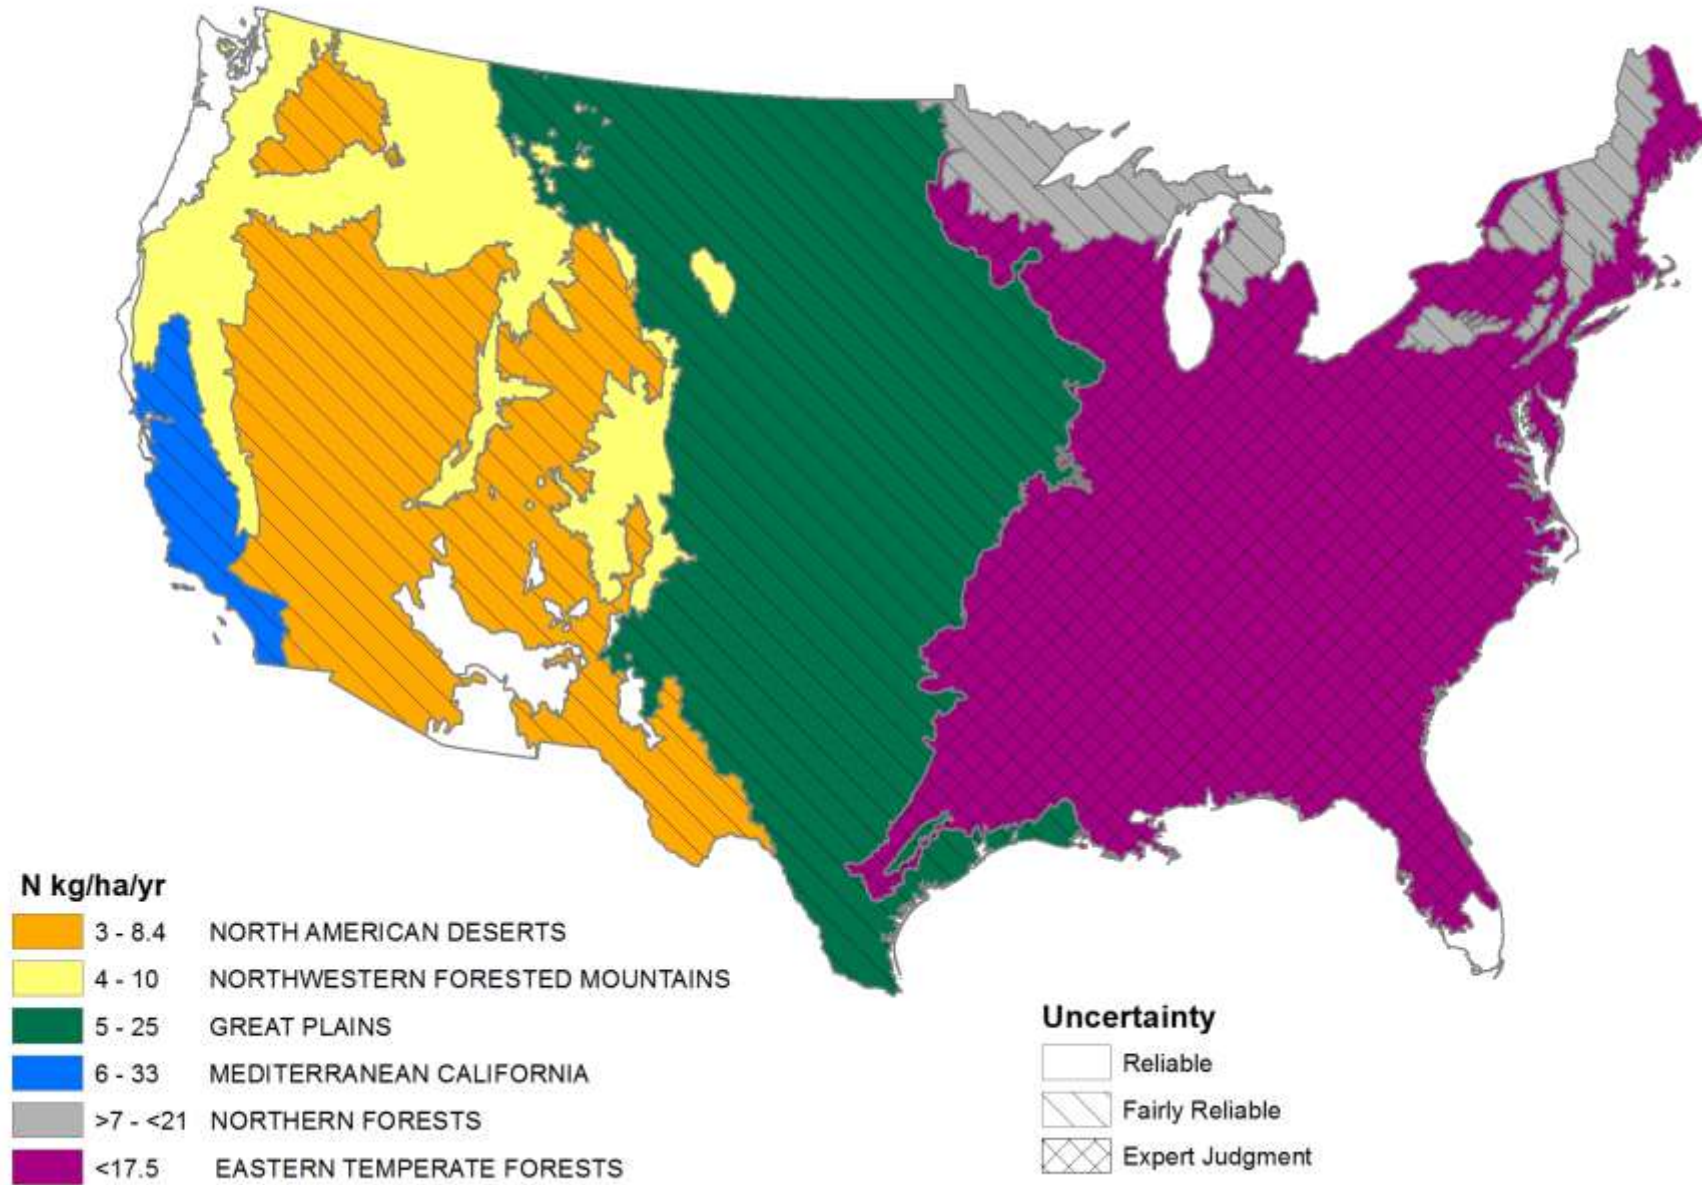 N kg/ha/yr
3 - 8.4 NORTH AMERICAN DESERTS
4 - 10 NORTHWESTERN FORESTED MOUNTAINS
5 - 25 GREAT PLAINS
6 - 33 MEDITERRANEAN CALIFORNIA
>7 - <21 NORTHERN FORESTS
<17.5 EASTERN TEMPERATE FORESTS
Uncertainty
Reliable
Fairly Reliable
Expert Judgment